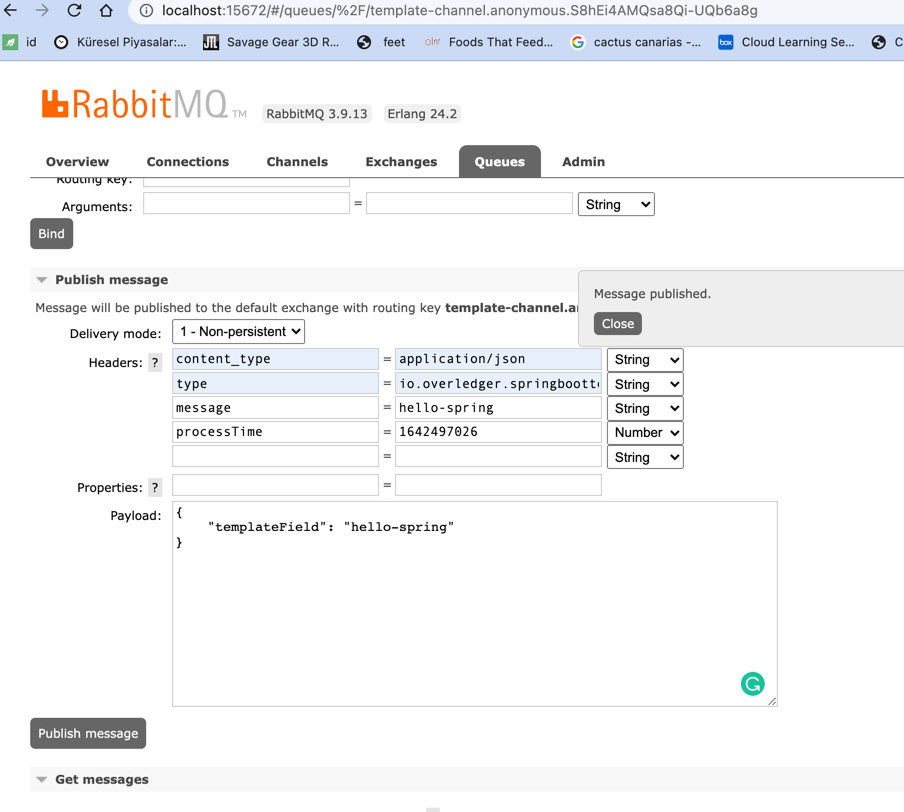 localhost:15672/#/queues/%2F/template-channel.anonymous.S8hEi4AMQsa8Qi-UQb6a8g
id Küresel Piyasalar:... JTL Savage Gear 3D R... feet olm Foods That Feed... G cactus canarias -... box Cloud Learning Se... C
RabbitMQ TM RabbitMQ 3.9.13 Erlang 24.2
Overview Connections Channels Exchanges Queues Admin
Routing key:
Arguments: = String
Bind
Publish message
Message will be published to the default exchange with routing key template-channel.a
Message published.
Close
Delivery mode: 1 - Non-persistent
Headers: ? content_type = application/json String
type = io.overledger.springboott String
message = hello-spring String
processTime = 1642497026 Number
= String
Properties: ? =
Payload: {
"templateField": "hello-spring"
}
G
Publish message
Get messages